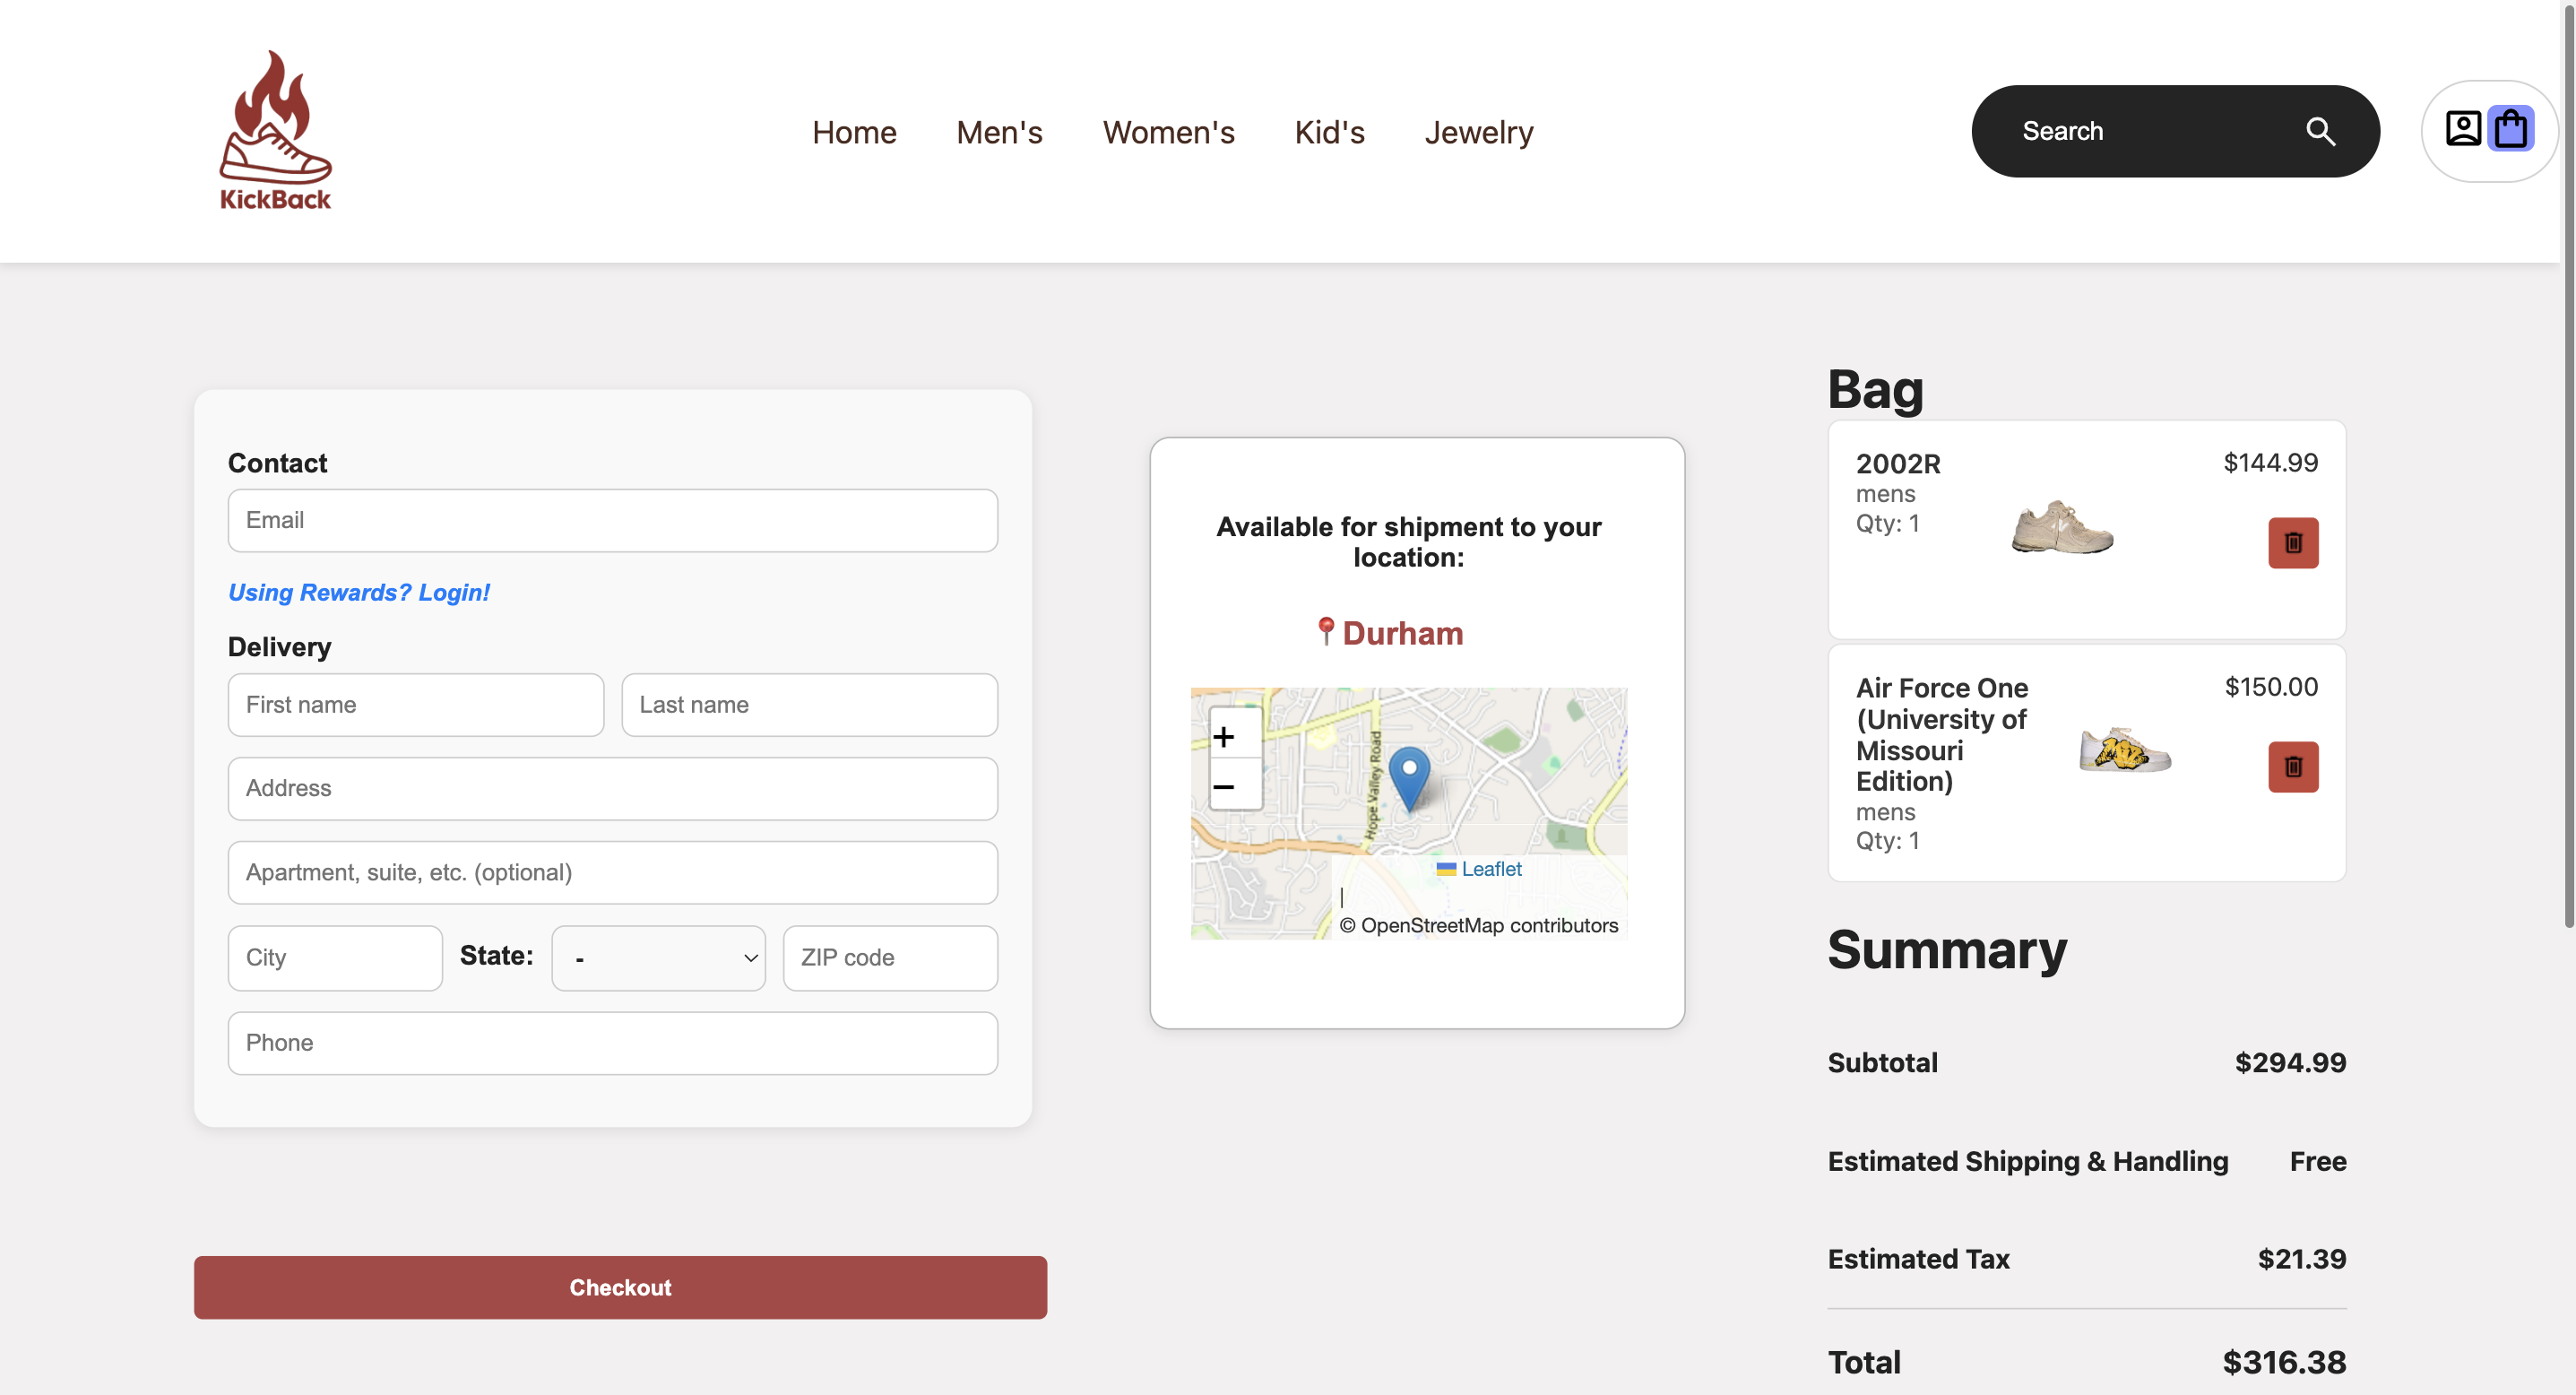 KickBack
Home
Men's
Women's
Kid's
Jewelry
Search
Contact
Email
Using Rewards? Login!
Delivery
First name
Last name
Address
Apartment, suite, etc. (optional)
City
State:
-
ZIP code
Phone
Checkout
Available for shipment to your
location:
📍Durham
+
−
Hope Valley Road
Leaflet
|
© OpenStreetMap contributors
Bag
2002R
$144.99
mens
Qty: 1
Air Force One
$150.00
(University of
Missouri
Edition)
mens
Qty: 1
Summary
Subtotal
$294.99
Estimated Shipping & Handling
Free
Estimated Tax
$21.39
Total
$316.38